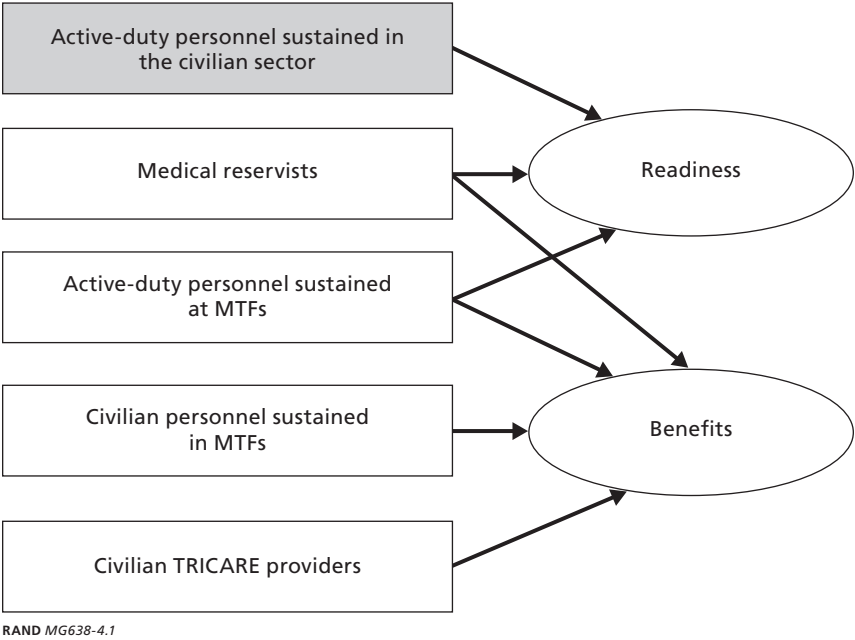 Active-duty personnel sustained in
the civilian sector
Medical reservists
Readiness
Active-duty personnel sustained
at MTFs
Civilian personnel sustained
in MTFs
Benefits
Civilian TRICARE providers
RAND MG638-4.1